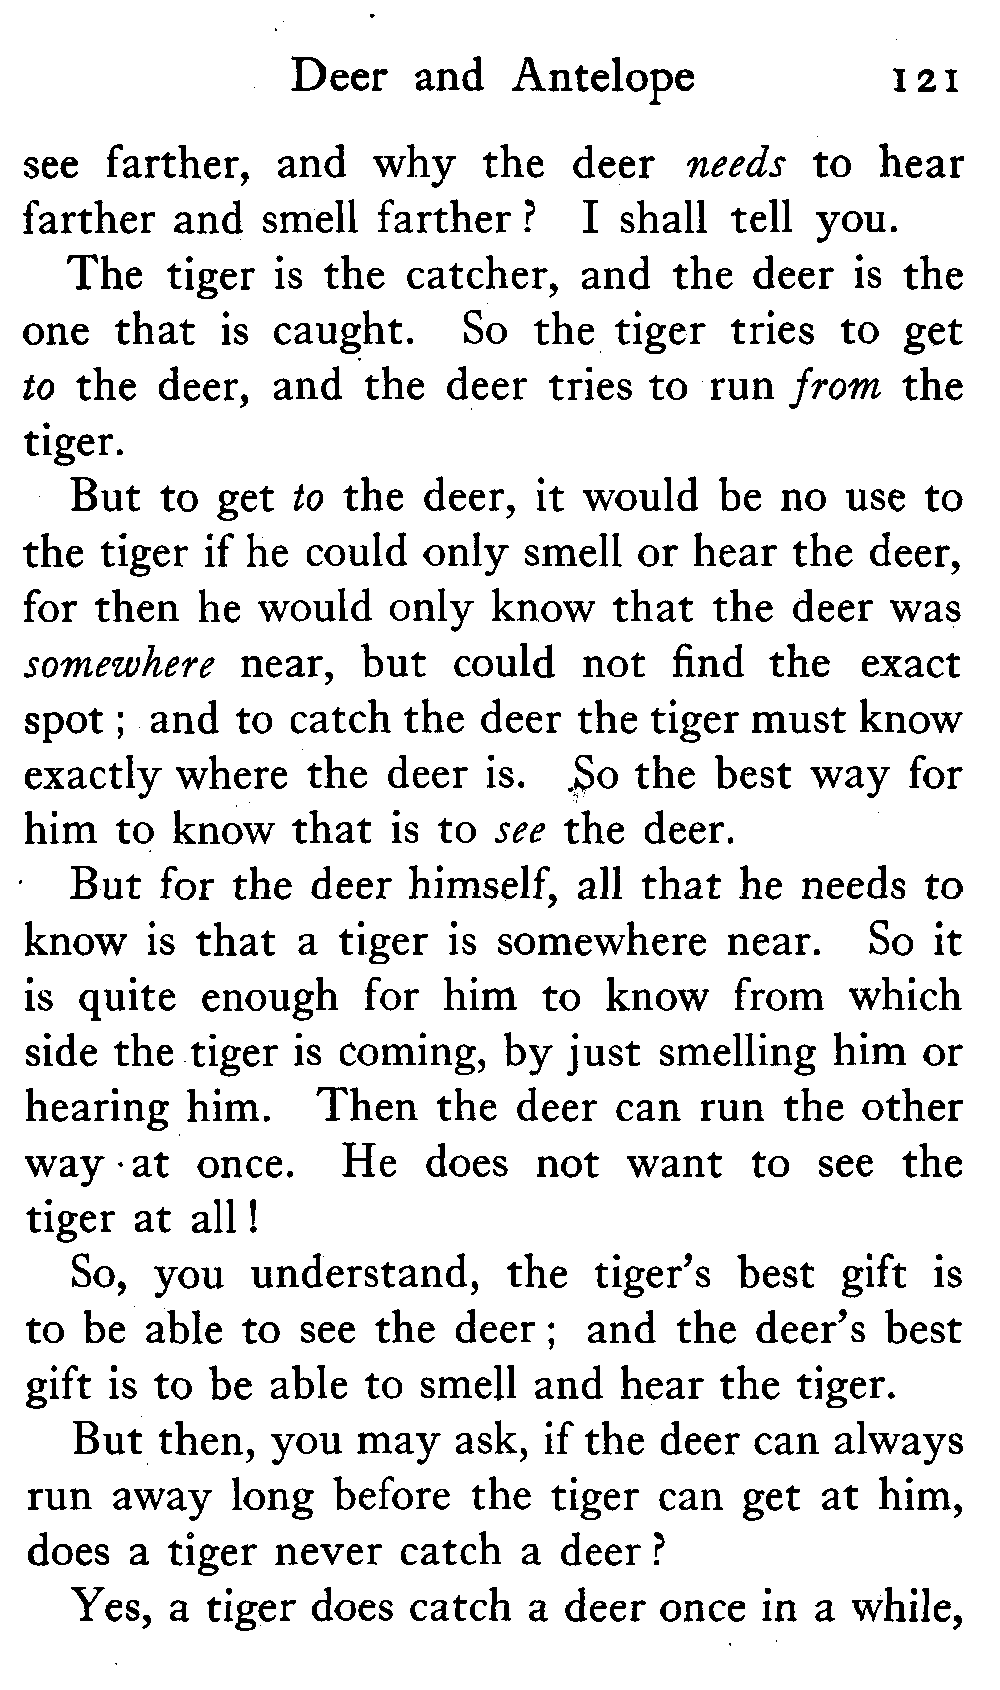 Deer and Antelope 121
see farther, and why the deer needs to hear
farther and smell farther ? I shall tell you.
The tiger is the catcher, and the deer is the
one that is caught. So the tiger tries to get
to the deer, and the deer tries to run from the
tiger.
But to get to the deer, it would be no use to
the tiger if he could only smell or hear the deer,
for then he would only know that the deer was
somewhere near, but could not find the exact
spot ; and to catch the deer the tiger must know
exactly where the deer is. So the best way for
him to know that is to see the deer.
But for the deer himself, all that he needs to
know is that a tiger is somewhere near. So it
is quite enough for him to know from which
side the tiger is coming, by just smelling him or
hearing him. Then the deer can run the other
way at once. He does not want to see the
tiger at all !
So, you understand, the tiger's best gift is
to be able to see the deer ; and the deer's best
gift is to be able to smell and hear the tiger.
But then, you may ask, if the deer can always
run away long before the tiger can get at him,
does a tiger never catch a deer ?
Yes, a tiger does catch a deer once in a while,